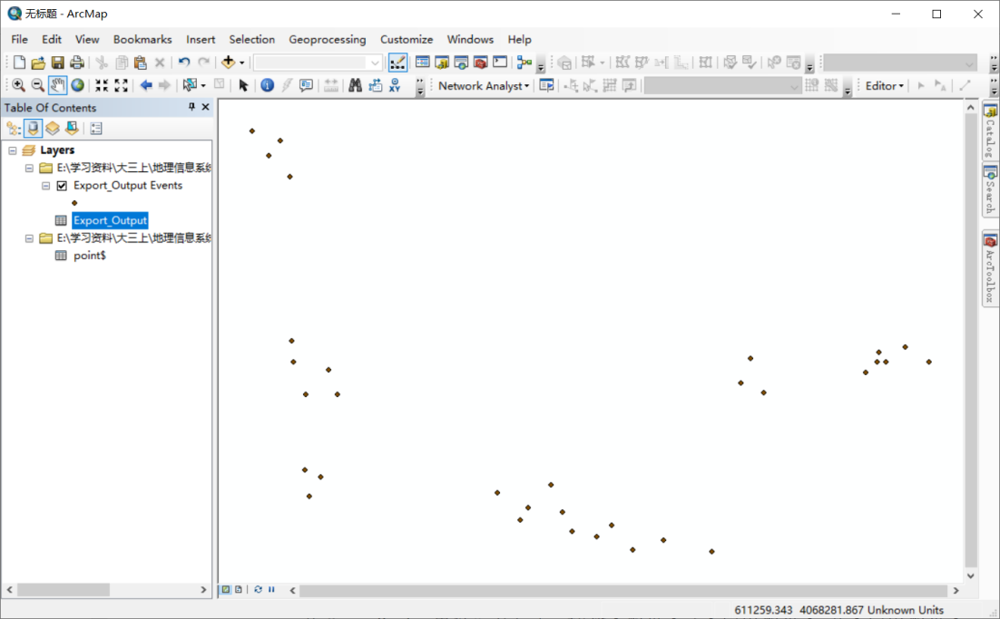 无标题 - ArcMap
File Edit View Bookmarks Insert Selection Geoprocessing Customize Windows Help
Network Analyst Editor
Table Of Contents
Layers
E:\学习资料\大三上\地理信息系统
Export_Output Events
Export_Output
E:\学习资料\大三上\地理信息系统
point$
Catalog
Search
ArcToolbox
611259.343 4068281.867 Unknown Units